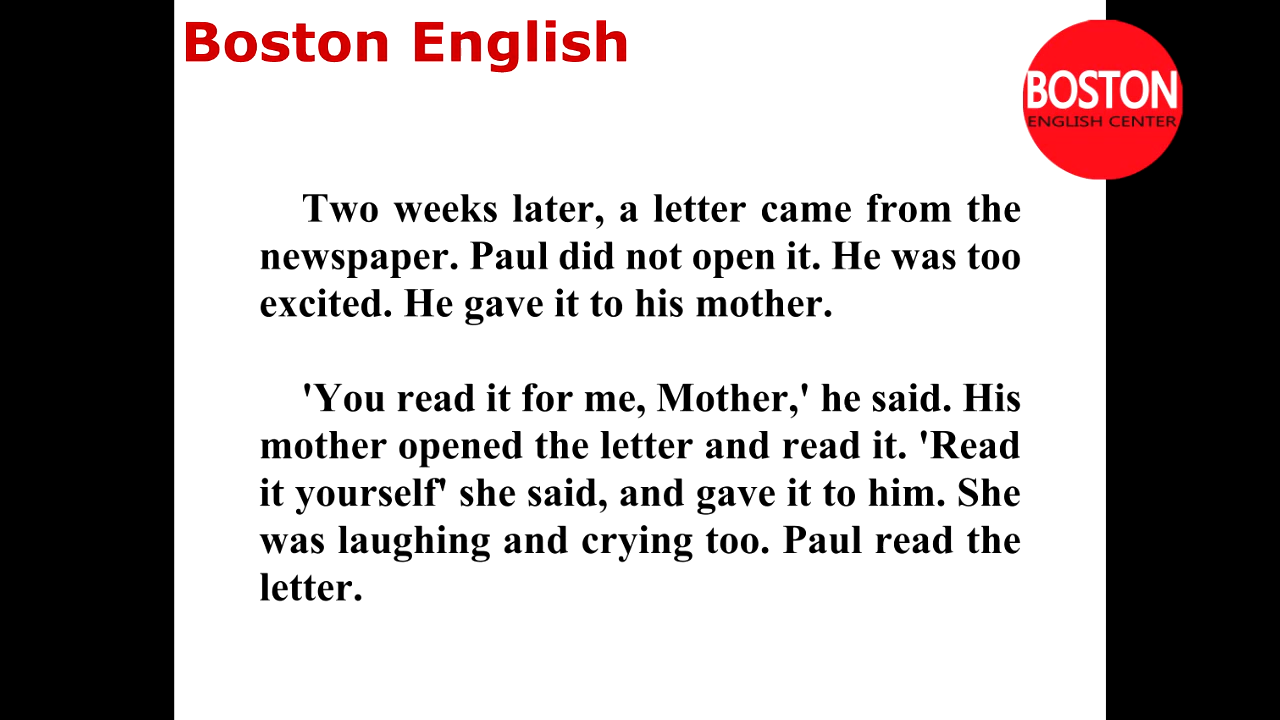 Boston English
BOSTON
ENGLISH CENTER
Two weeks later, a letter came from the
newspaper. Paul did not open it. He was too
excited. He gave it to his mother.
'You read it for me, Mother,' he said. His
mother opened the letter and read it. 'Read
it yourself' she said, and gave it to him. She
was laughing and crying too. Paul read the
letter.